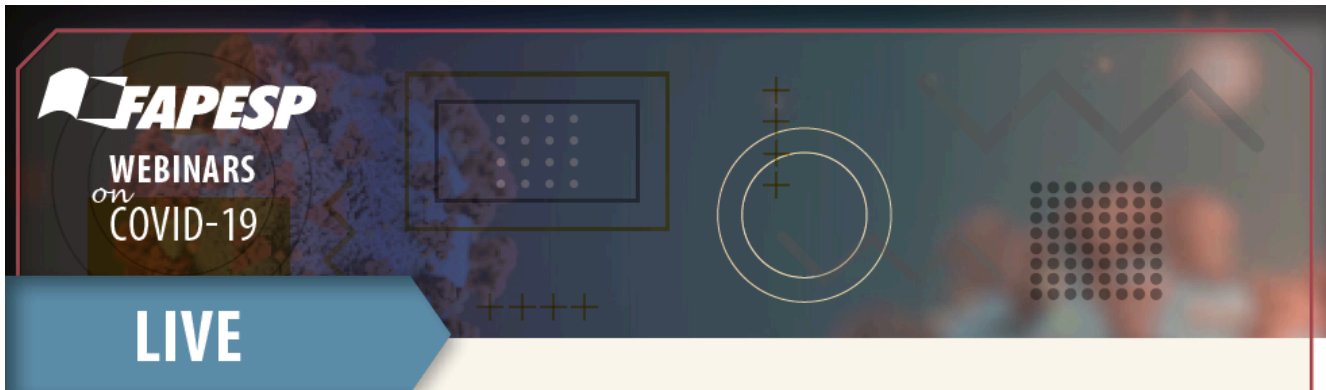 FAPESP
WEBINARS
on
COVID-19
LIVE